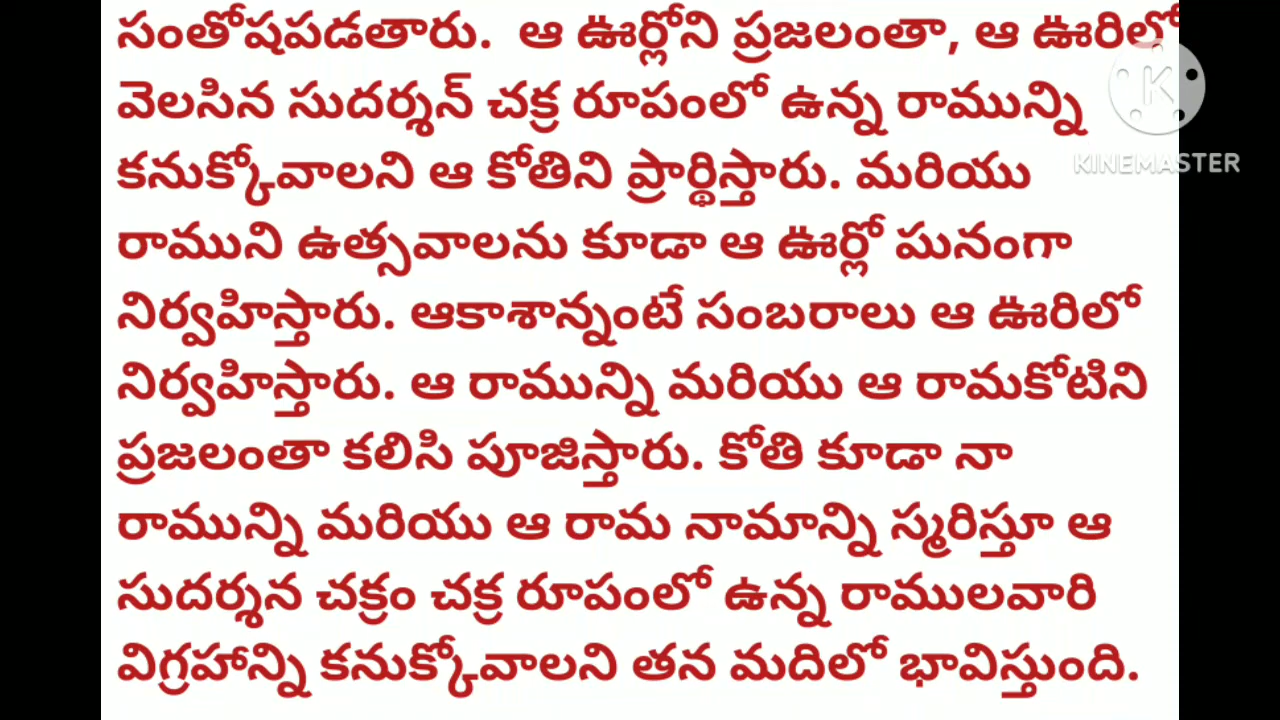 సంతోషపడతారు. ఆ ఊర్లోని ప్రజలంతా, ఆ ఊరిలో
వెలసిన సుదర్శన్ చక్ర రూపంలో ఉన్న రామున్ని
కనుక్కోవాలని ఆ కోతిని ప్రార్థిస్తారు. మరియు
రాముని ఉత్సవాలను కూడా ఆ ఊర్లో ఘనంగా
నిర్వహిస్తారు. ఆకాశాన్నంటే సంబరాలు ఆ ఊరిలో
నిర్వహిస్తారు. ఆ రామున్ని మరియు ఆ రామకోటిని
ప్రజలంతా కలిసి పూజిస్తారు. కోతి కూడా నా
రామున్ని మరియు ఆ రామ నామాన్ని స్మరిస్తూ ఆ
సుదర్శన చక్రం చక్ర రూపంలో ఉన్న రాములవారి
విగ్రహాన్ని కనుక్కోవాలని తన మదిలో భావిస్తుంది.
K
KINEMASTER